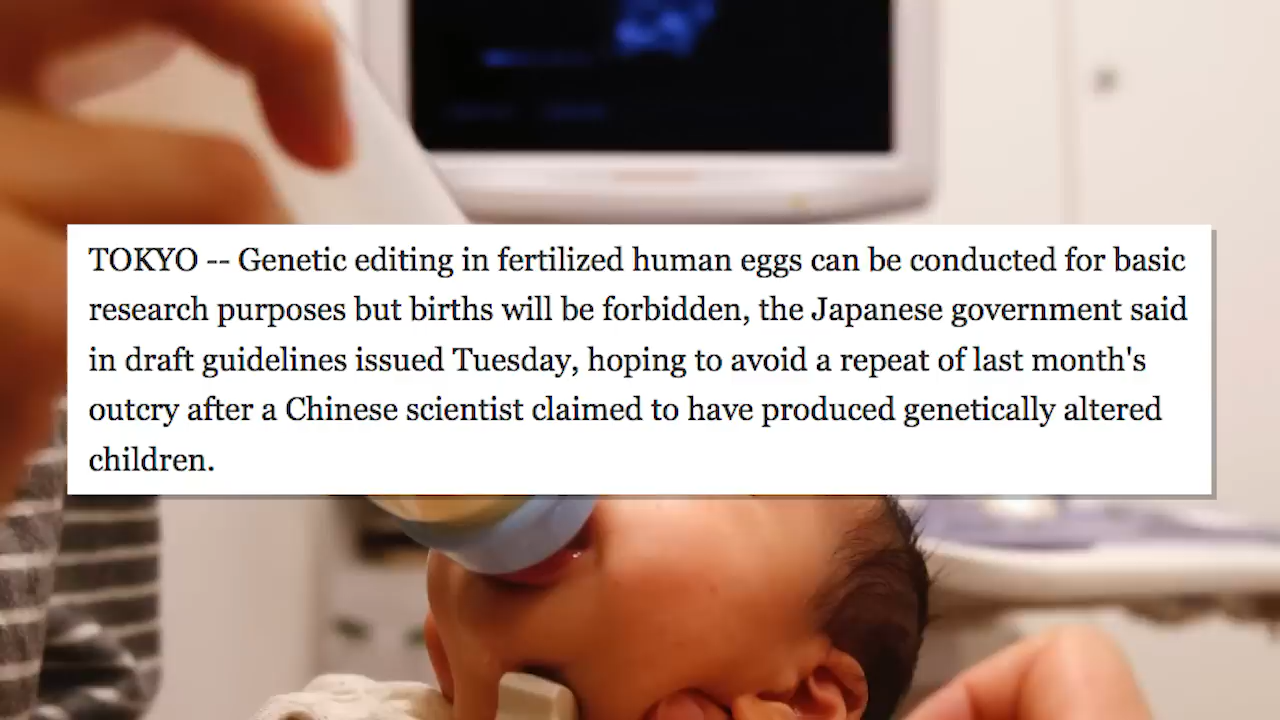 TOKYO -- Genetic editing in fertilized human eggs can be conducted for basic
research purposes but births will be forbidden, the Japanese government said
in draft guidelines issued Tuesday, hoping to avoid a repeat of last month's
outcry after a Chinese scientist claimed to have produced genetically altered
children.